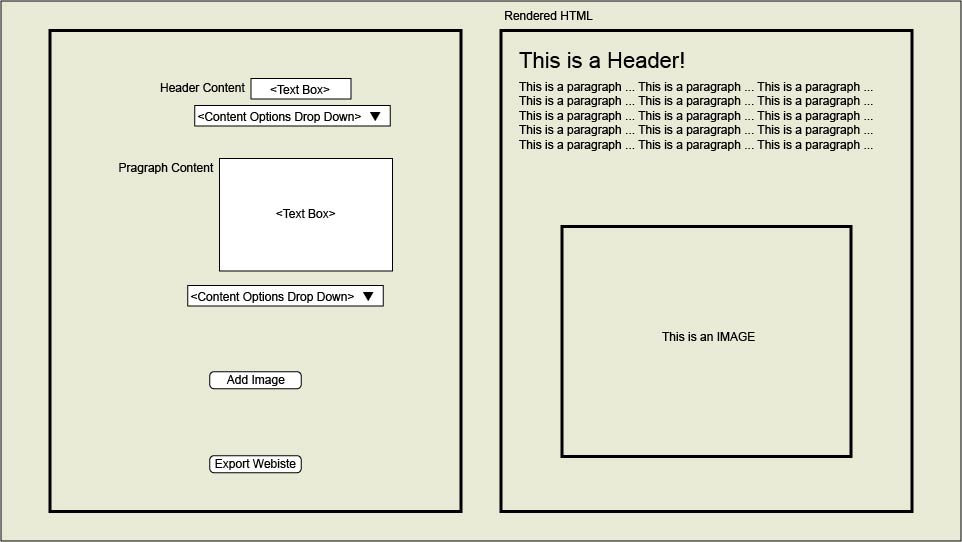 Rendered HTML
Header Content
<Text Box>
<Content Options Drop Down> ▼
Pragraph Content
<Text Box>
<Content Options Drop Down> ▼
Add Image
Export Webiste
This is a Header!
This is a paragraph ... This is a paragraph ... This is a paragraph ...
This is a paragraph ... This is a paragraph ... This is a paragraph ...
This is a paragraph ... This is a paragraph ... This is a paragraph ...
This is a paragraph ... This is a paragraph ... This is a paragraph ...
This is a paragraph ... This is a paragraph ... This is a paragraph ...
This is an IMAGE